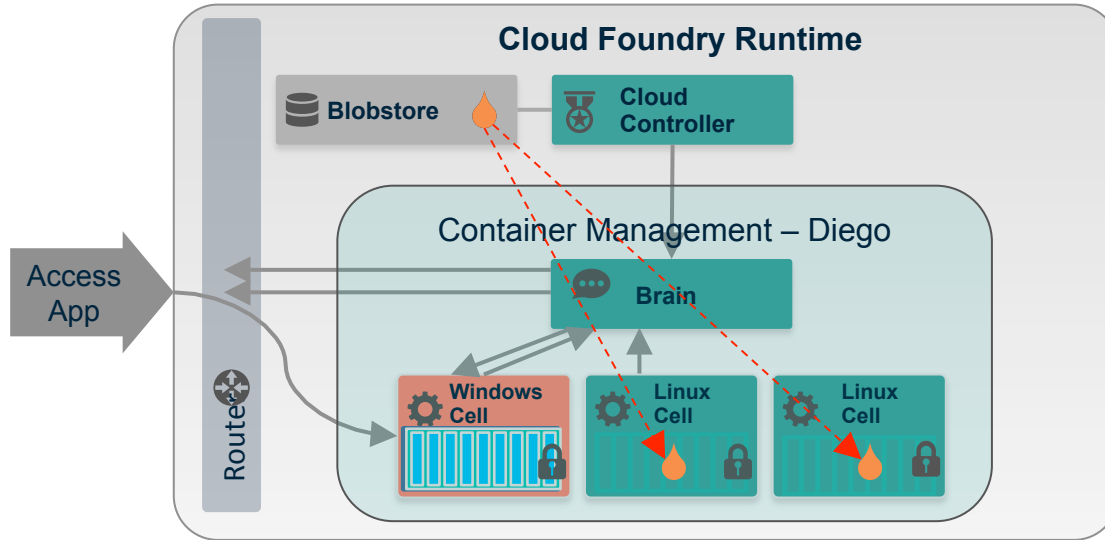 Cloud Foundry Runtime
Blobstore
Cloud
Controller
Container Management – Diego
Access
App
Brain
Router
Windows
Cell
Linux
Cell
Linux
Cell